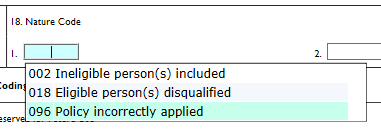 18. Nature Code
1. 2.
002 Ineligible person(s) included
018 Eligible person(s) disqualified
096 Policy incorrectly applied